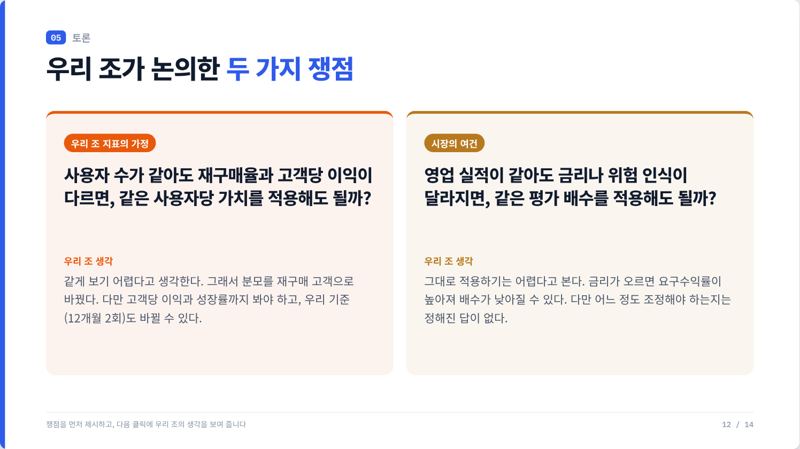 05 토론
우리 조가 논의한 두 가지 쟁점
우리 조 지표의 가정
사용자 수가 같아도 재구매율과 고객당 이익이
다르면, 같은 사용자당 가치를 적용해도 될까?
우리 조 생각
같게 보기 어렵다고 생각한다. 그래서 분모를 재구매 고객으로
바꿨다. 다만 고객당 이익과 성장률까지 봐야 하고, 우리 기준
(12개월 2회)도 바뀔 수 있다.
시장의 여건
영업 실적이 같아도 금리나 위험 인식이
달라지면, 같은 평가 배수를 적용해도 될까?
우리 조 생각
그대로 적용하기는 어렵다고 본다. 금리가 오르면 요구수익률이
높아져 배수가 낮아질 수 있다. 다만 어느 정도 조정해야 하는지는
정해진 답이 없다.
쟁점을 먼저 제시하고, 다음 클릭에 우리 조의 생각을 보여 줍니다
12 / 14